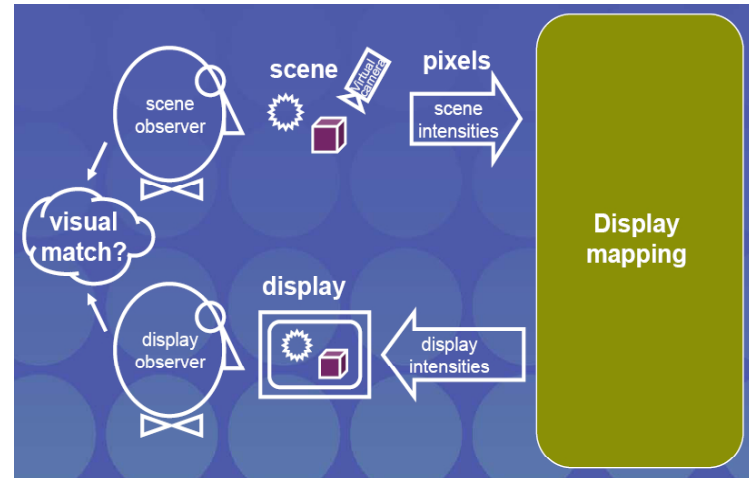 scene
pixels
scene
observer
Virtual
camera
scene
intensities
visual
match?
Display
mapping
display
display
observer
display
intensities